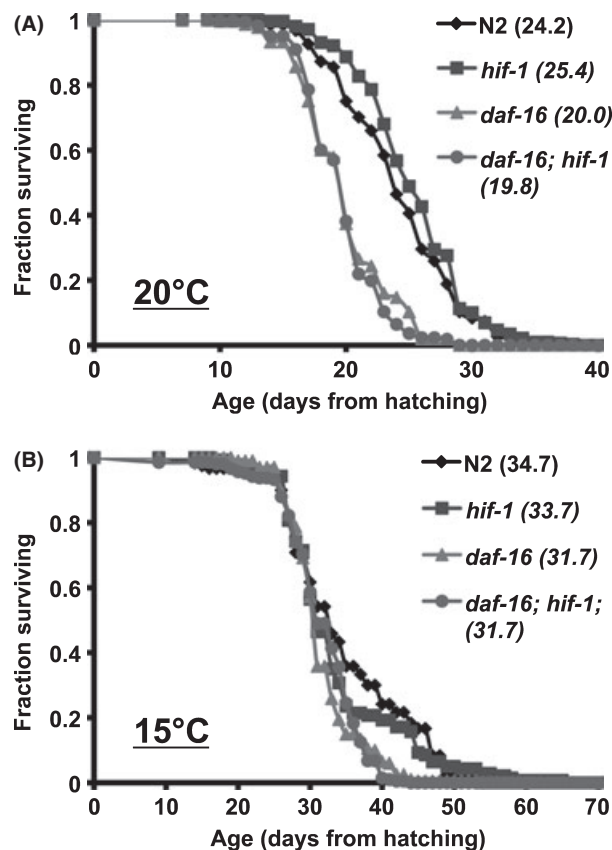 (A)
1
0.8
0.6
0.4
0.2
0
Fraction surviving
N2 (24.2)
hif-1 (25.4)
daf-16 (20.0)
daf-16; hif-1
(19.8)
20°C
0 10 20 30 40
Age (days from hatching)
(B)
1
0.8
0.6
0.4
0.2
0
Fraction surviving
N2 (34.7)
hif-1 (33.7)
daf-16 (31.7)
daf-16; hif-1;
(31.7)
15°C
0 10 20 30 40 50 60 70
Age (days from hatching)